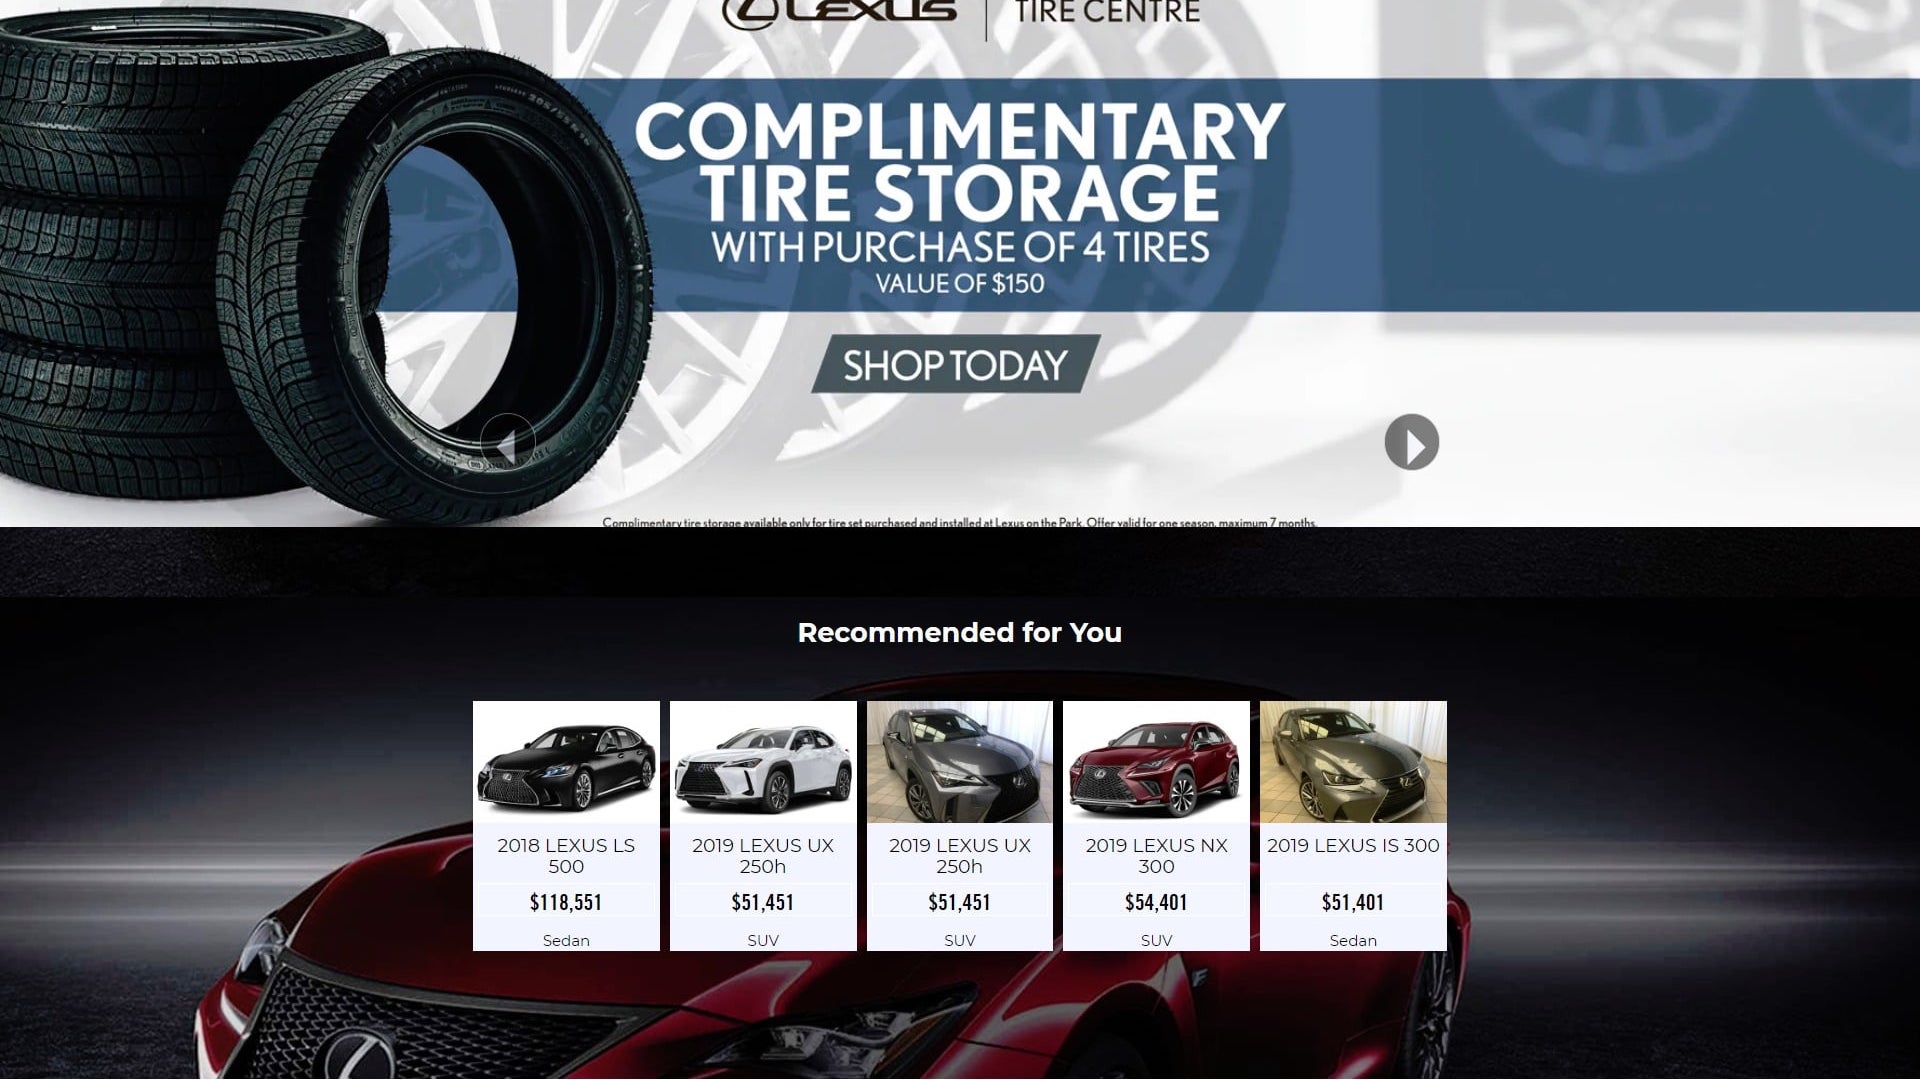 LEXUS
TIRE CENTRE
COMPLIMENTARY
TIRE STORAGE
WITH PURCHASE OF 4 TIRES
VALUE OF $150
SHOP TODAY
Complimentary tire storage available only for tire set purchased and installed at Lexus on the Park. Offer valid for one season, maximum 7 months.
Recommended for You
2018 LEXUS LS
500
$118,551
Sedan
2019 LEXUS UX
250h
$51,451
SUV
2019 LEXUS UX
250h
$51,451
SUV
2019 LEXUS NX
300
$54,401
SUV
2019 LEXUS IS 300
$51,401
Sedan